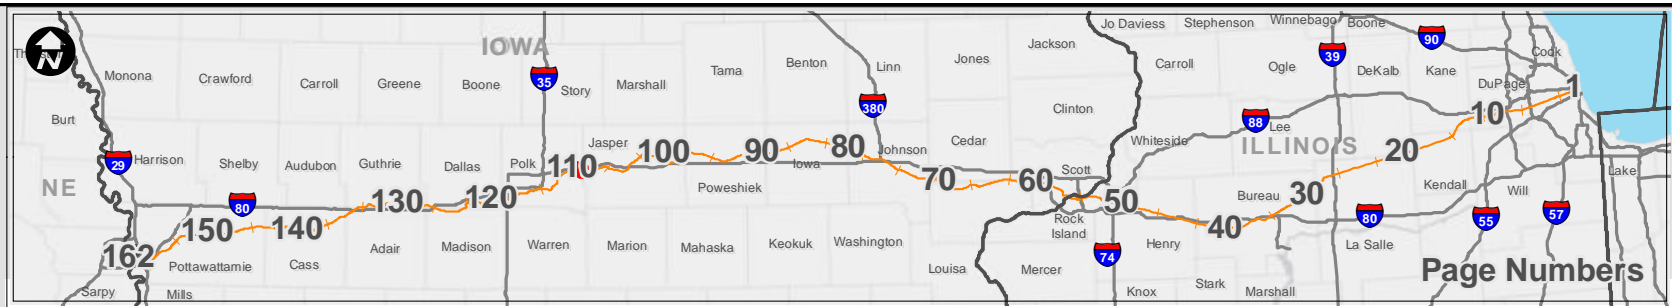 Jo Daviess Stephenson Winnebago Boone
N
IOWA
Th
Monona Crawford Carroll Greene Boone 35 Story Marshall Tama Benton Linn Jones Jackson Carroll Ogle 39 DeKalb 90 Kane Cook
DuPage 1
Burt 380 Clinton 88 Lee 10
29 Harrison Shelby Audubon Guthrie Dallas Polk Jasper Cedar Whiteside ILLINOIS
110 100 90 80 Iowa Johnson 20
NE 80 130 120 Poweshiek 70 60 Scott 50 Bureau 30 Kendall Will Lake
162 150 140 Adair Madison Warren Marion Mahaska Keokuk Washington Rock
Island Henry 40 80 La Salle 55 57
Pottawattamie Cass Louisa Mercer 74 Stark Page Numbers
Sarpy Mills Knox Marshall